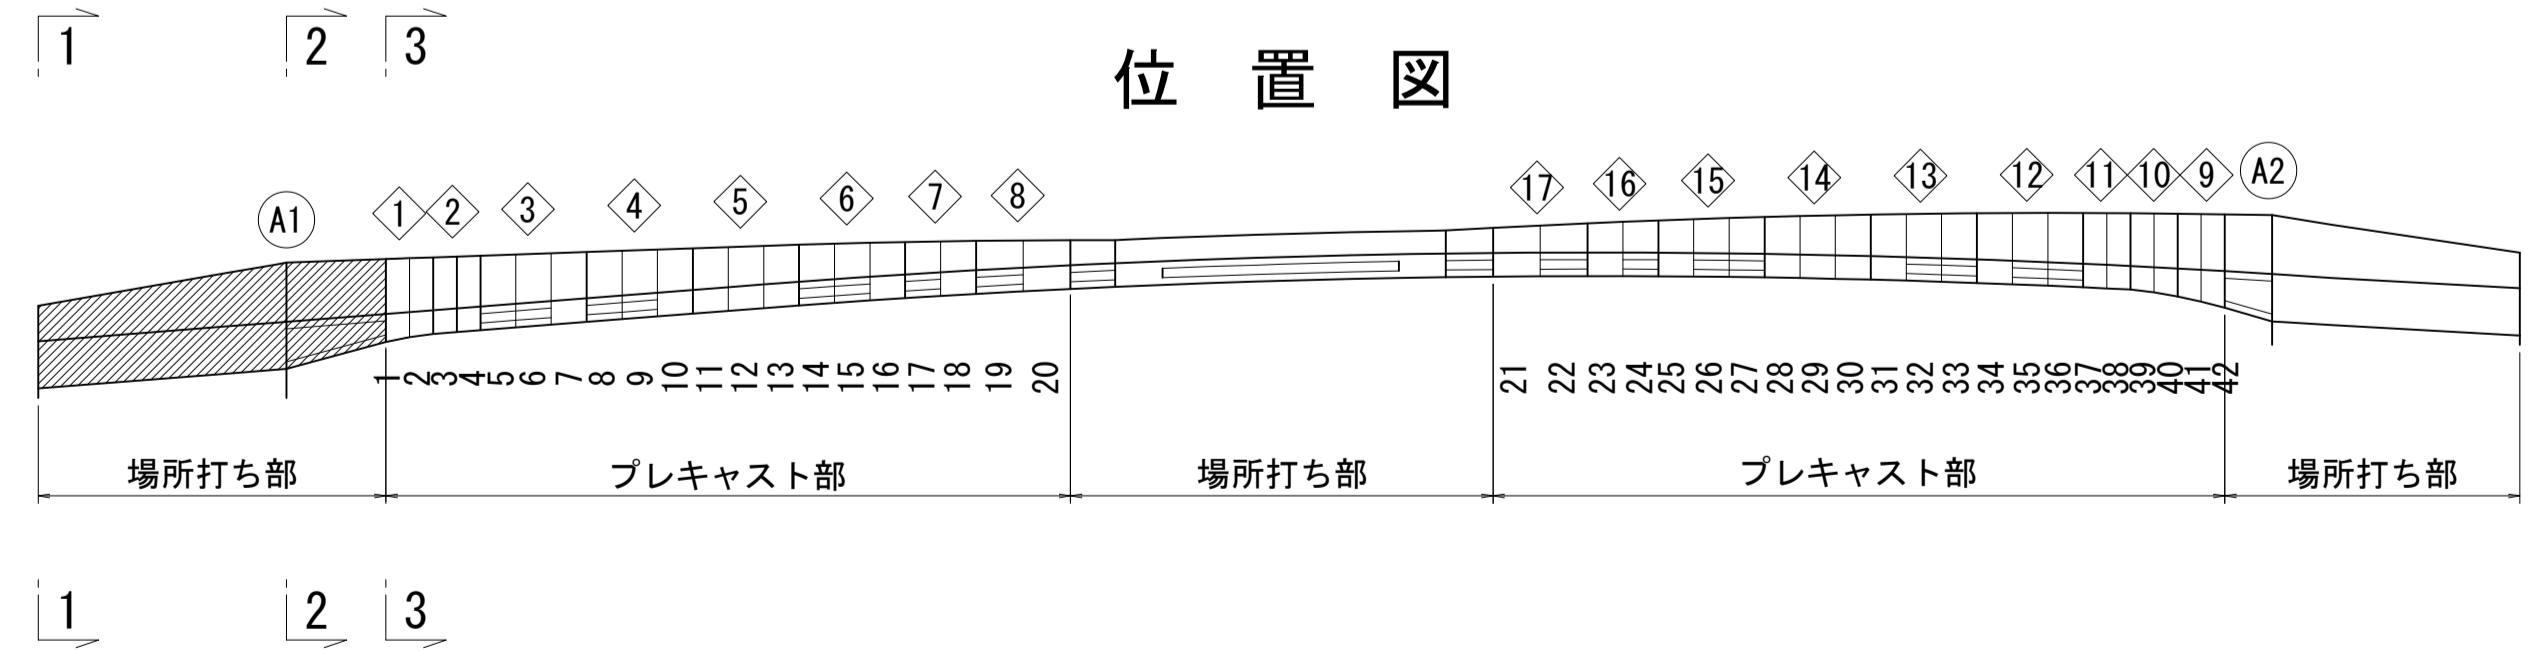 1 2 3
位 置 図
A1 1 2 3 4 5 6 7 8 17 16 15 14 13 12 11 10 9 A2
1 2 3 4 5 6 7 8 9 10 11 12 13 14 15 16 17 18 19 20 21 22 23 24 25 26 27 28 29 30 31 32 33 34 35 36 37 38 39 40 41 42
場所打ち部 プレキャスト部 場所打ち部 プレキャスト部 場所打ち部
1 2 3